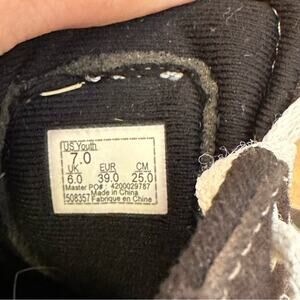 US Youth
7.0
UK EUR CM
6.0 39.0 25.0
Master PO# : 4200029787
Made in China
508357 Fabrique en Chine